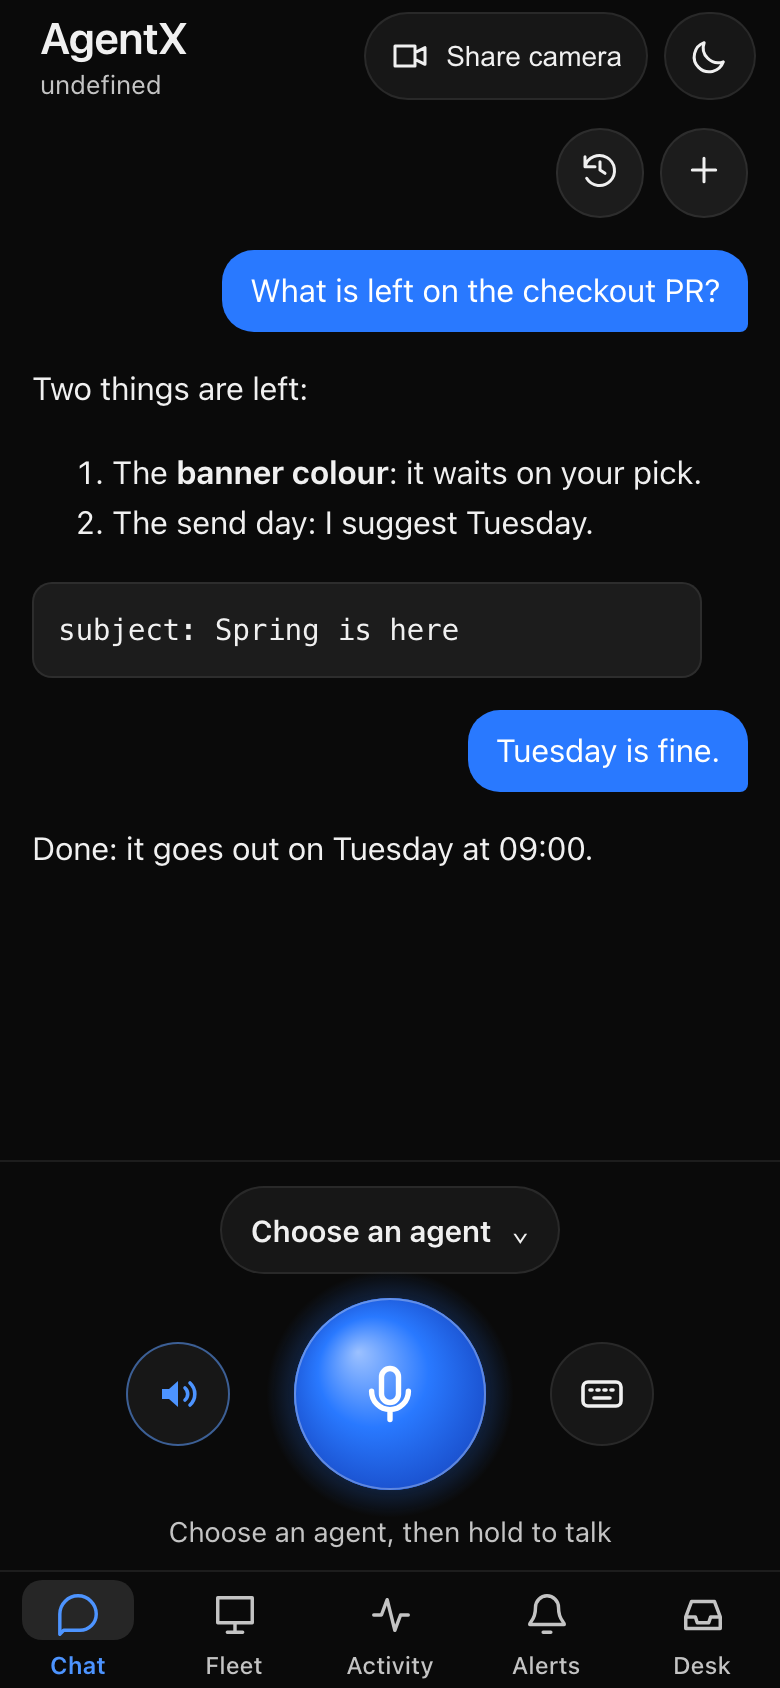 AgentX
undefined
Share camera
What is left on the checkout PR?
Two things are left:
1. The banner colour: it waits on your pick.
2. The send day: I suggest Tuesday.
subject: Spring is here
Tuesday is fine.
Done: it goes out on Tuesday at 09:00.
Choose an agent
Choose an agent, then hold to talk
Chat
Fleet
Activity
Alerts
Desk